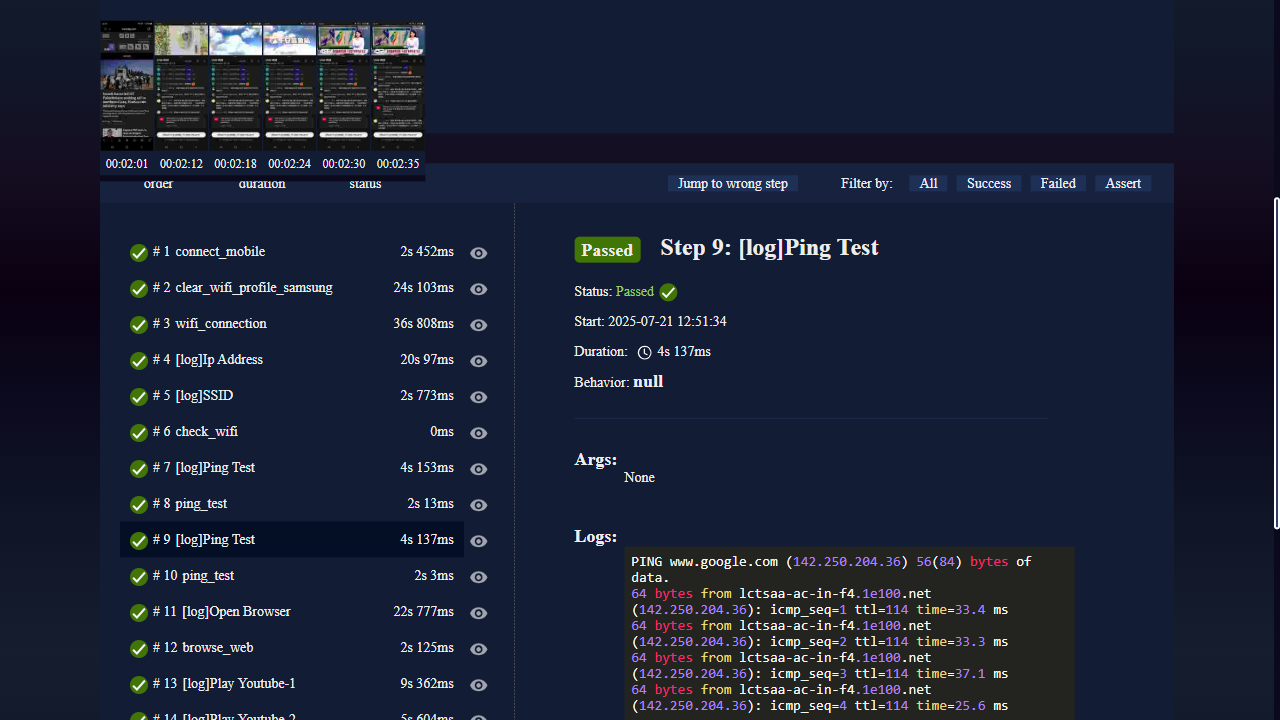 00:02:01 00:02:12 00:02:18 00:02:24 00:02:30 00:02:35
order duration status
Jump to wrong step Filter by: All Success Failed Assert
# 1 connect_mobile 2s 452ms
# 2 clear_wifi_profile_samsung 24s 103ms
# 3 wifi_connection 36s 808ms
# 4 [log]Ip Address 20s 97ms
# 5 [log]SSID 2s 773ms
# 6 check_wifi 0ms
# 7 [log]Ping Test 4s 153ms
# 8 ping_test 2s 13ms
# 9 [log]Ping Test 4s 137ms
# 10 ping_test 2s 3ms
# 11 [log]Open Browser 22s 777ms
# 12 browse_web 2s 125ms
# 13 [log]Play Youtube-1 9s 362ms
# 14 [log]Play Youtube-2 5s 604ms
Passed Step 9: [log]Ping Test
Status: Passed
Start: 2025-07-21 12:51:34
Duration: 4s 137ms
Behavior: null
Args:
None
Logs:
PING www.google.com (142.250.204.36) 56(84) bytes of
data.
64 bytes from lctsaa-ac-in-f4.1e100.net
(142.250.204.36): icmp_seq=1 ttl=114 time=33.4 ms
64 bytes from lctsaa-ac-in-f4.1e100.net
(142.250.204.36): icmp_seq=2 ttl=114 time=33.3 ms
64 bytes from lctsaa-ac-in-f4.1e100.net
(142.250.204.36): icmp_seq=3 ttl=114 time=37.1 ms
64 bytes from lctsaa-ac-in-f4.1e100.net
(142.250.204.36): icmp_seq=4 ttl=114 time=25.6 ms